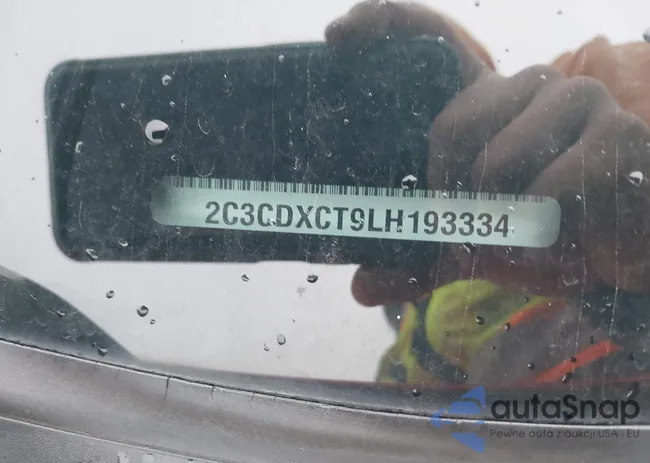 2C3CDXCT9LH193334
autaSnap
Pewne auta z aukcji USA i EU